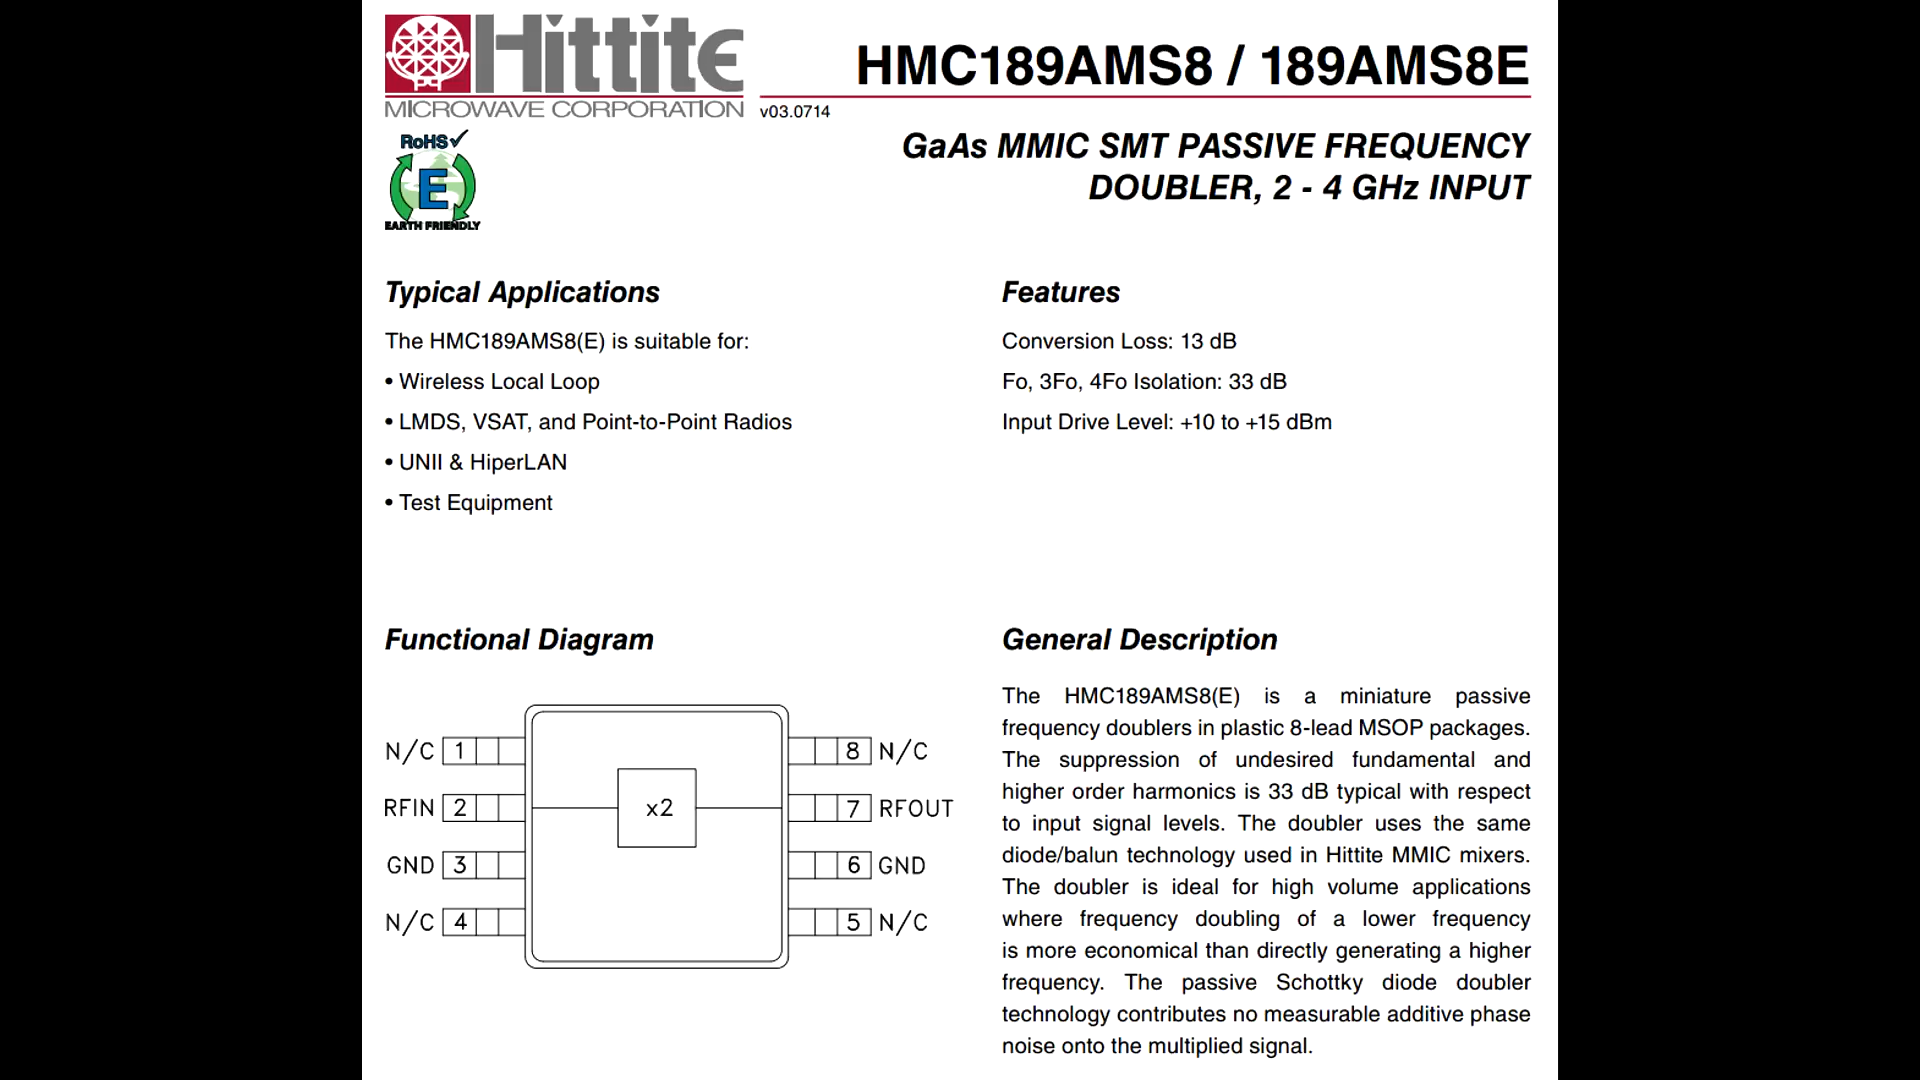 Hittite
MICROWAVE CORPORATION
v03.0714
HMC189AMS8 / 189AMS8E
RoHS✓
E
EARTH FRIENDLY
GaAs MMIC SMT PASSIVE FREQUENCY
DOUBLER, 2 - 4 GHz INPUT
Typical Applications
The HMC189AMS8(E) is suitable for:
• Wireless Local Loop
• LMDS, VSAT, and Point-to-Point Radios
• UNII & HiperLAN
• Test Equipment
Features
Conversion Loss: 13 dB
Fo, 3Fo, 4Fo Isolation: 33 dB
Input Drive Level: +10 to +15 dBm
Functional Diagram
N/C 1
RFIN 2
GND 3
N/C 4
x2
8 N/C
7 RFOUT
6 GND
5 N/C
General Description
The HMC189AMS8(E) is a miniature passive
frequency doublers in plastic 8-lead MSOP packages.
The suppression of undesired fundamental and
higher order harmonics is 33 dB typical with respect
to input signal levels. The doubler uses the same
diode/balun technology used in Hittite MMIC mixers.
The doubler is ideal for high volume applications
where frequency doubling of a lower frequency
is more economical than directly generating a higher
frequency. The passive Schottky diode doubler
technology contributes no measurable additive phase
noise onto the multiplied signal.